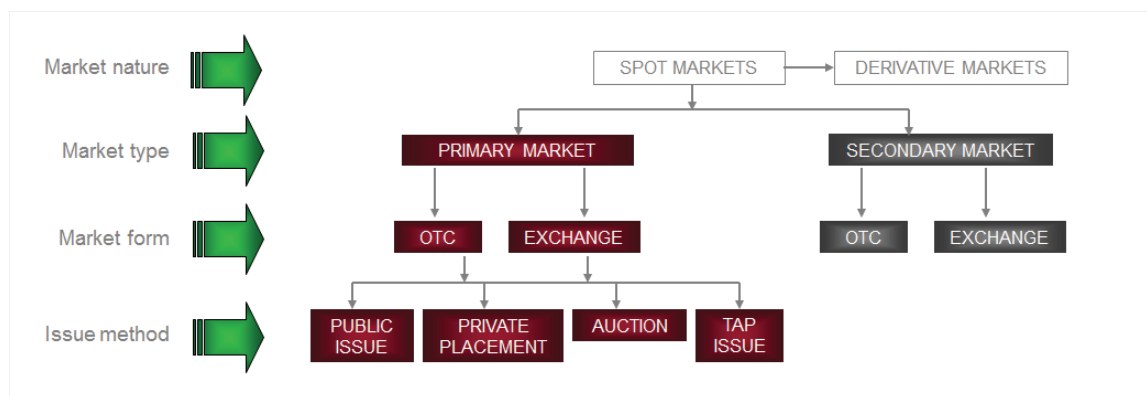 Market nature
SPOT MARKETS
DERIVATIVE MARKETS
Market type
PRIMARY MARKET
SECONDARY MARKET
Market form
OTC
EXCHANGE
OTC
EXCHANGE
Issue method
PUBLIC
ISSUE
PRIVATE
PLACEMENT
AUCTION
TAP
ISSUE